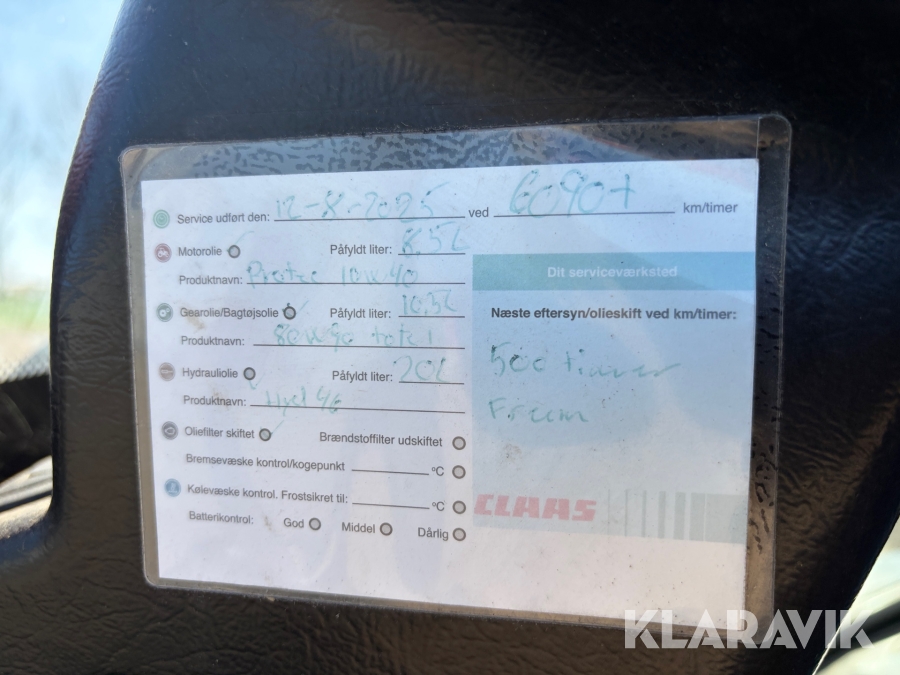 Service udført den: 12-8-2025 ved 6090+ km/timer
Motorolie Påfyldt liter: 8.5L
Produktnavn: 10w40
Dit serviceværksted
Gearolie/Bagtøjsolie Påfyldt liter: 10.5L
Næste eftersyn/olieskift ved km/timer:
Produktnavn: 80w90 total
Hydraulikolie Påfyldt liter: 20L
500 timer
Produktnavn: Hyd 46
Frem
Oliefilter skiftet Brændstoffilter udskiftet
Bremsevæske kontrol/kogepunkt °C
Kølevæske kontrol. Frostsikret til: °C
CLAAS
Batterikontrol: God Middel Dårlig
KLARAVIK